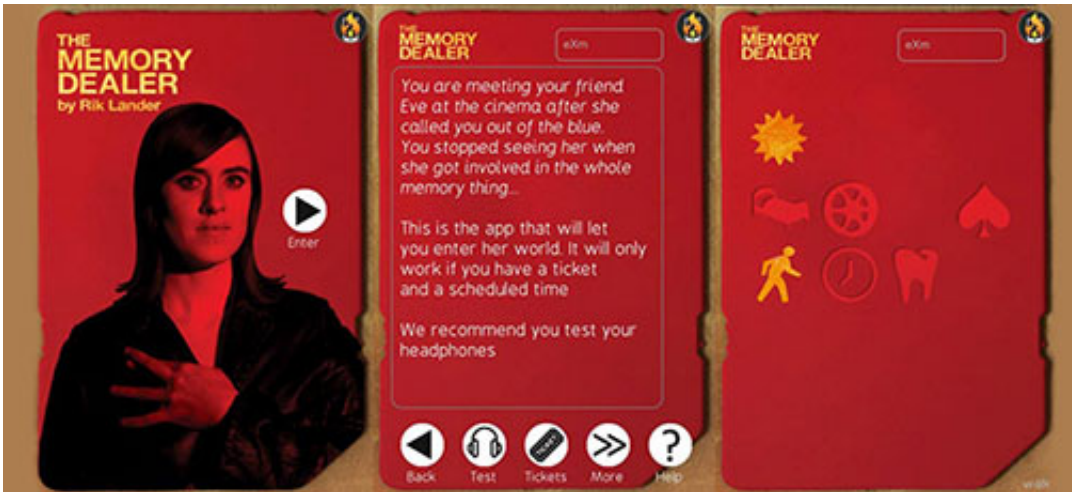 THE
MEMORY
DEALER
by Rik Lander
Enter
THE
MEMORY
DEALER
eXm
You are meeting your friend
Eve at the cinema after she
called you out of the blue.
You stopped seeing her when
she got involved in the whole
memory thing...
This is the app that will let
you enter her world. It will only
work if you have a ticket
and a scheduled time
We recommend you test your
headphones
Back
Test
TICKET
Tickets
More
?
Help
THE
MEMORY
DEALER
eXm